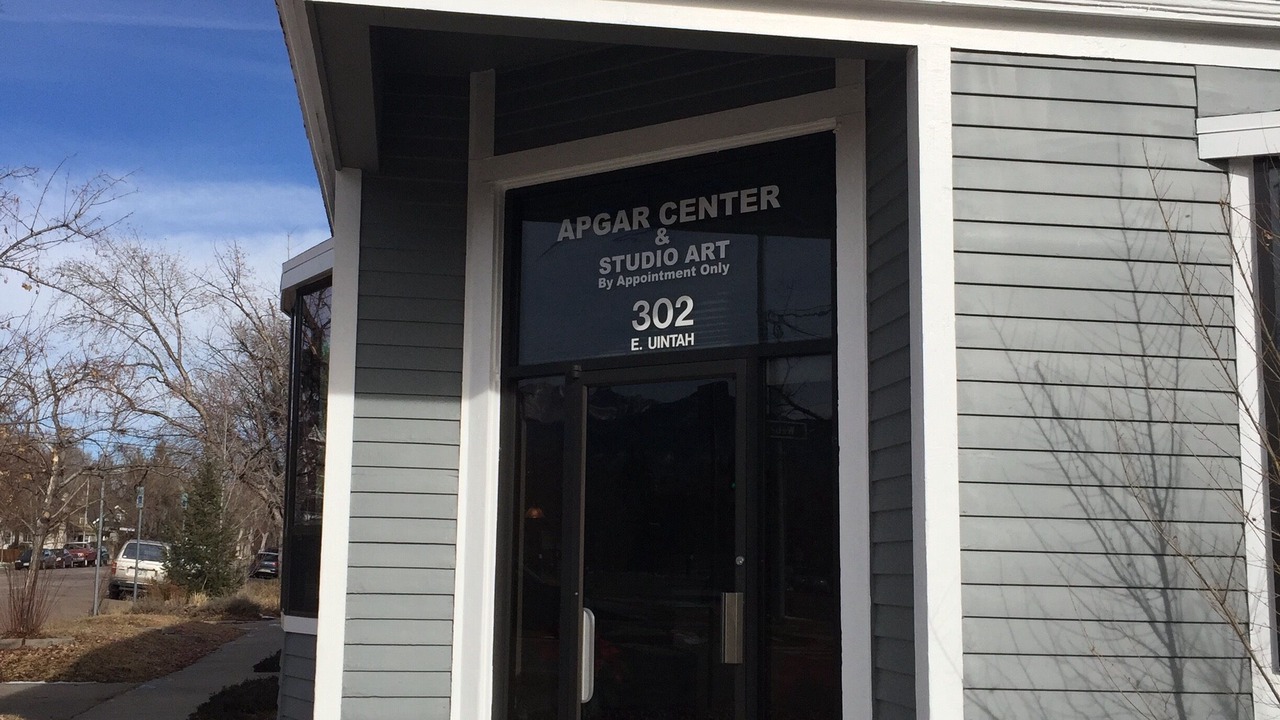 APGAR CENTER
&
STUDIO ART
By Appointment Only
302
E. UINTAH